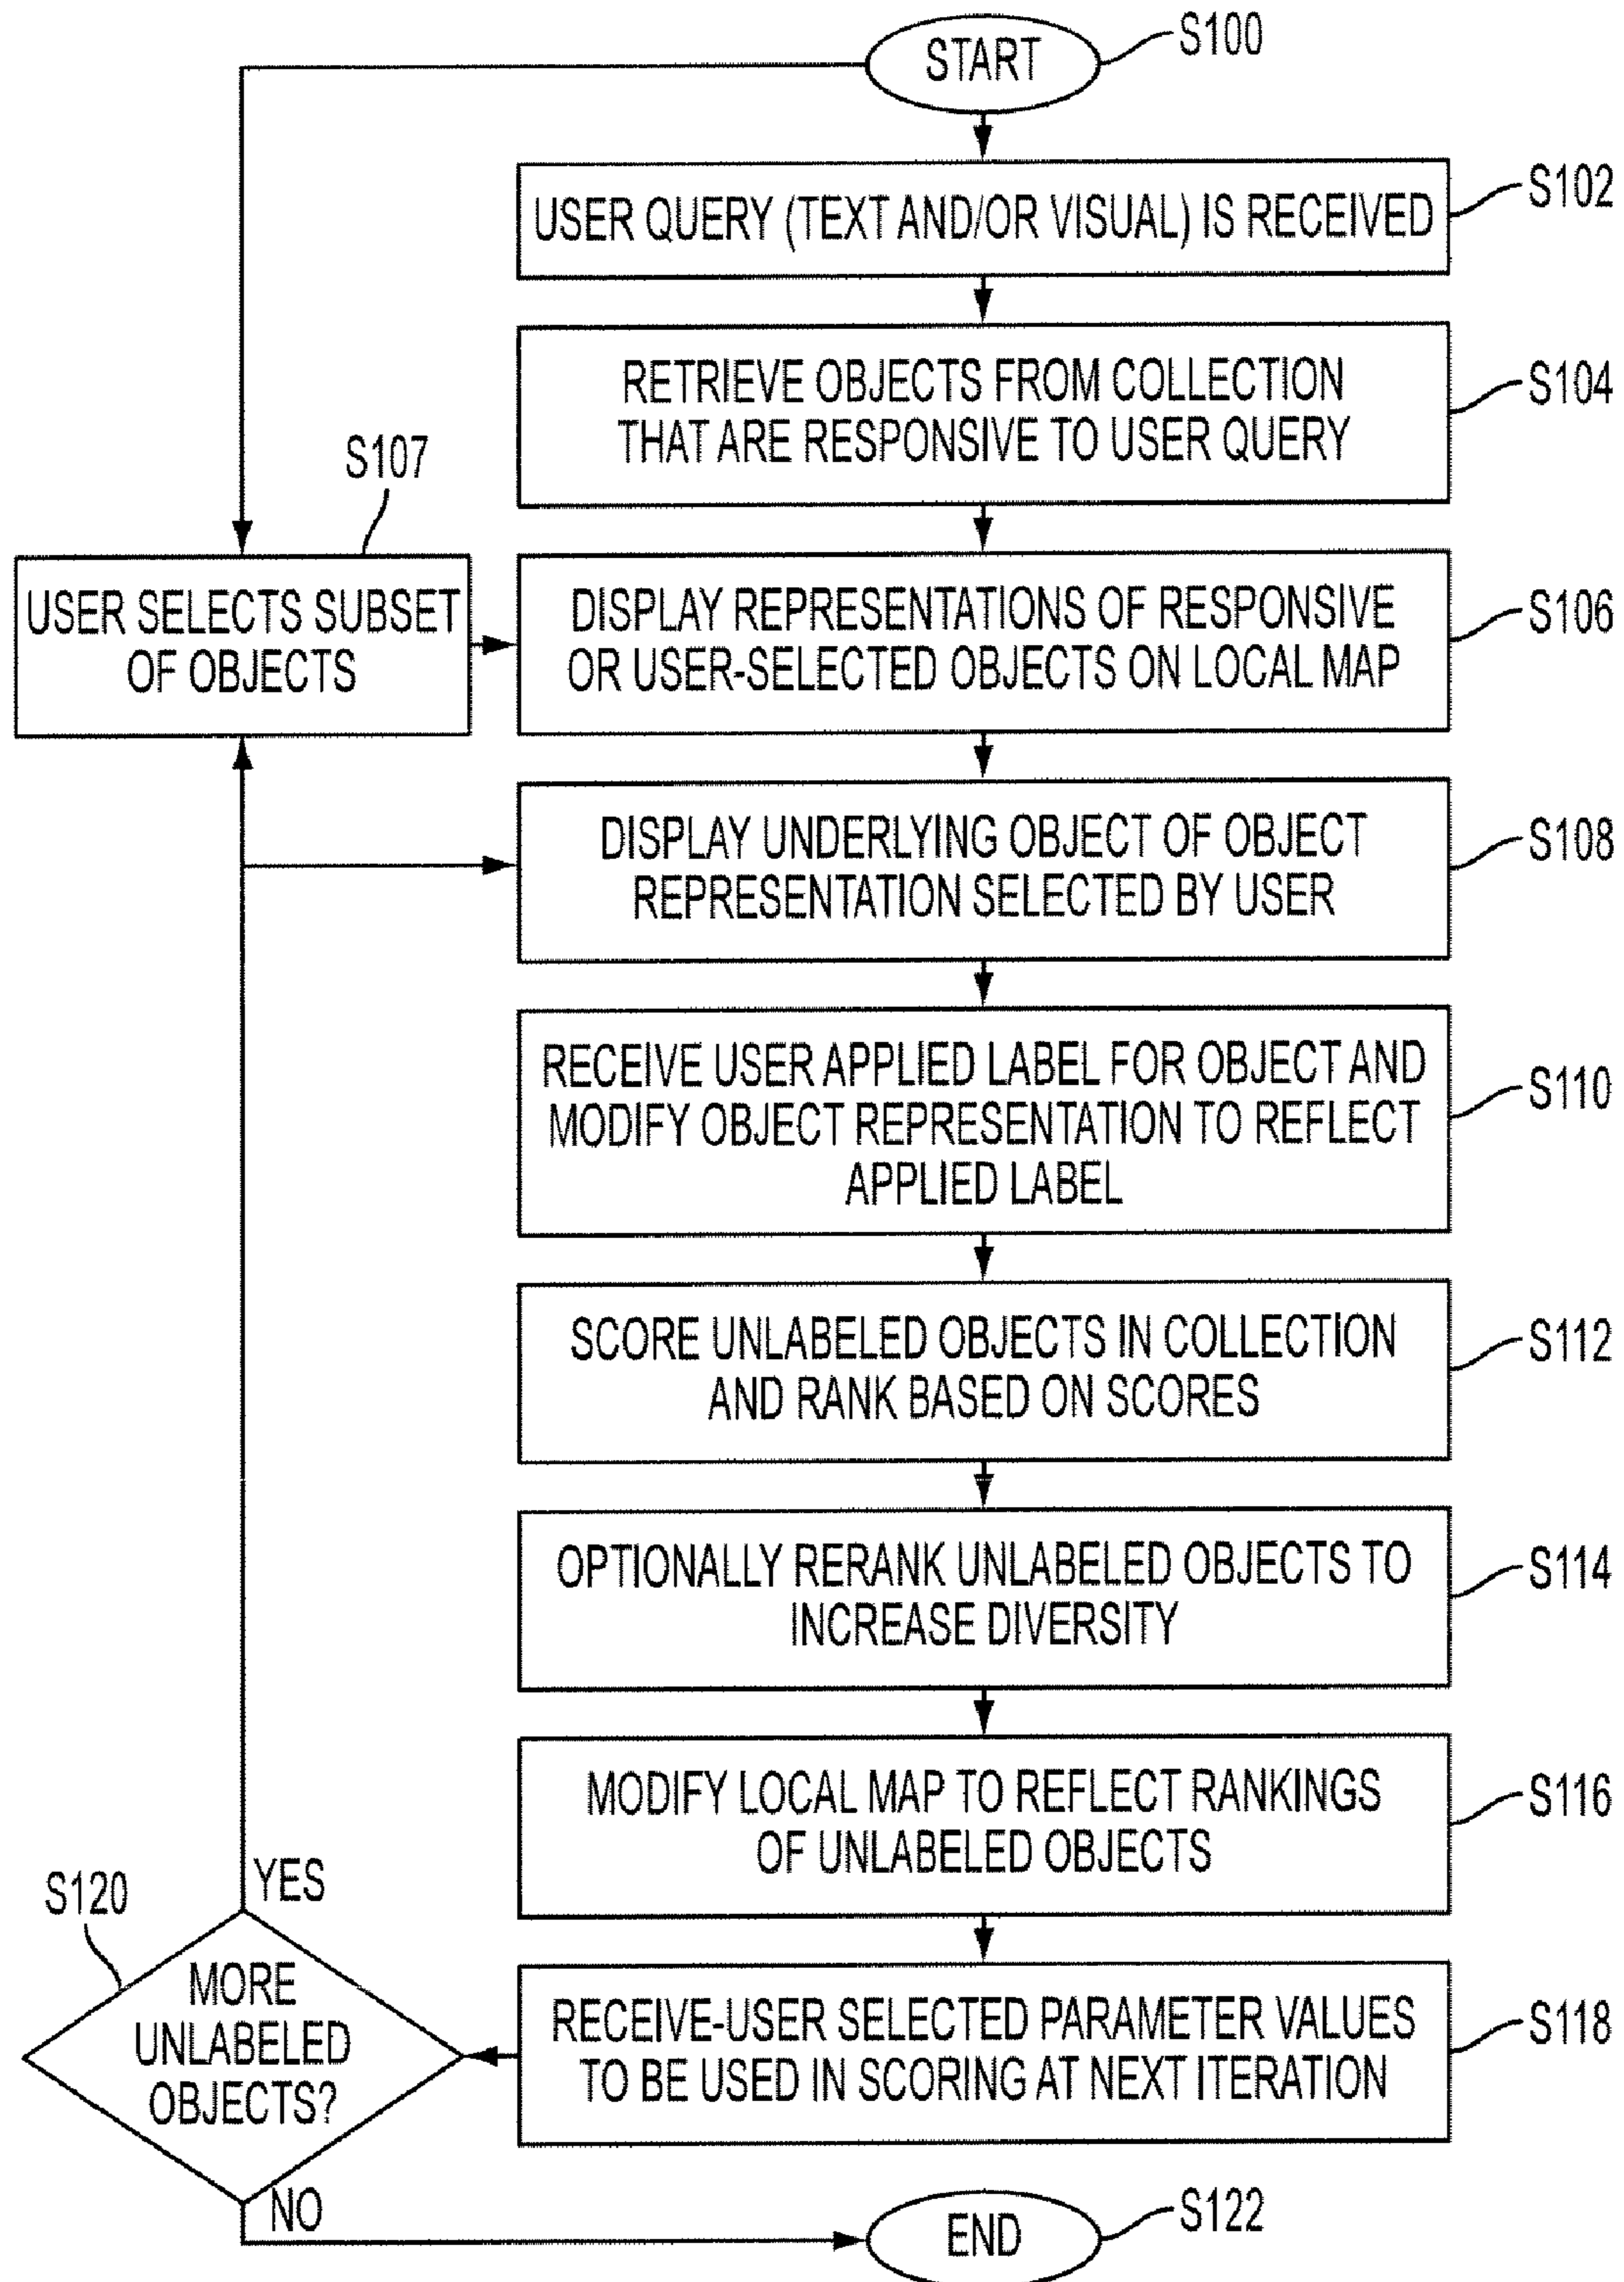 START
S100
USER QUERY (TEXT AND/OR VISUAL) IS RECEIVED
S102
RETRIEVE OBJECTS FROM COLLECTION
THAT ARE RESPONSIVE TO USER QUERY
S104
S107
USER SELECTS SUBSET
OF OBJECTS
DISPLAY REPRESENTATIONS OF RESPONSIVE
OR USER-SELECTED OBJECTS ON LOCAL MAP
S106
DISPLAY UNDERLYING OBJECT OF OBJECT
REPRESENTATION SELECTED BY USER
S108
RECEIVE USER APPLIED LABEL FOR OBJECT AND
MODIFY OBJECT REPRESENTATION TO REFLECT
APPLIED LABEL
S110
SCORE UNLABELED OBJECTS IN COLLECTION
AND RANK BASED ON SCORES
S112
OPTIONALLY RERANK UNLABELED OBJECTS TO
INCREASE DIVERSITY
S114
MODIFY LOCAL MAP TO REFLECT RANKINGS
OF UNLABELED OBJECTS
S116
RECEIVE-USER SELECTED PARAMETER VALUES
TO BE USED IN SCORING AT NEXT ITERATION
S118
S120
YES
MORE
UNLABELED
OBJECTS?
NO
END
S122